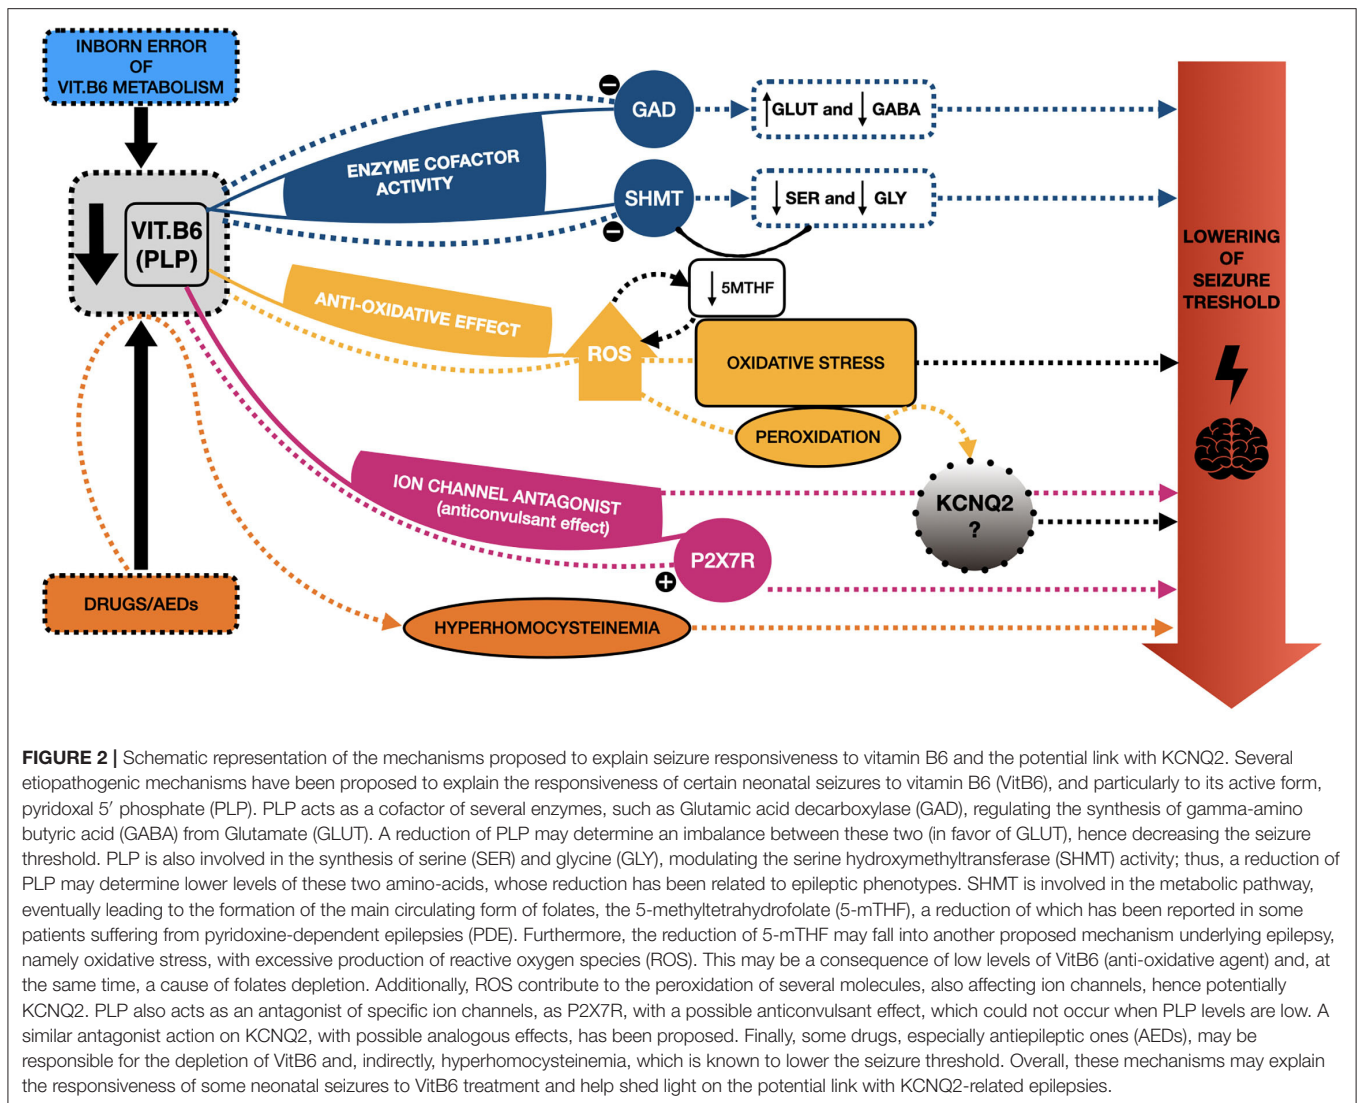 INBORN ERROR
OF
VIT.B6 METABOLISM
VIT.B6
(PLP)
DRUGS/AEDs
ENZYME COFACTOR
ACTIVITY
GAD
↑GLUT and ↓ GABA
SHMT
↓ SER and ↓ GLY
↓ 5MTHF
ANTI-OXIDATIVE EFFECT
ROS
OXIDATIVE STRESS
PEROXIDATION
ION CHANNEL ANTAGONIST
(anticonvulsant effect)
P2X7R
KCNQ2
?
HYPERHOMOCYSTEINEMIA
LOWERING
OF
SEIZURE
TRESHOLD
FIGURE 2 | Schematic representation of the mechanisms proposed to explain seizure responsiveness to vitamin B6 and the potential link with KCNQ2. Several
etiopathogenic mechanisms have been proposed to explain the responsiveness of certain neonatal seizures to vitamin B6 (VitB6), and particularly to its active form,
pyridoxal 5′ phosphate (PLP). PLP acts as a cofactor of several enzymes, such as Glutamic acid decarboxylase (GAD), regulating the synthesis of gamma-amino
butyric acid (GABA) from Glutamate (GLUT). A reduction of PLP may determine an imbalance between these two (in favor of GLUT), hence decreasing the seizure
threshold. PLP is also involved in the synthesis of serine (SER) and glycine (GLY), modulating the serine hydroxymethyltransferase (SHMT) activity; thus, a reduction of
PLP may determine lower levels of these two amino-acids, whose reduction has been related to epileptic phenotypes. SHMT is involved in the metabolic pathway,
eventually leading to the formation of the main circulating form of folates, the 5-methyltetrahydrofolate (5-mTHF), a reduction of which has been reported in some
patients suffering from pyridoxine-dependent epilepsies (PDE). Furthermore, the reduction of 5-mTHF may fall into another proposed mechanism underlying epilepsy,
namely oxidative stress, with excessive production of reactive oxygen species (ROS). This may be a consequence of low levels of VitB6 (anti-oxidative agent) and, at
the same time, a cause of folates depletion. Additionally, ROS contribute to the peroxidation of several molecules, also affecting ion channels, hence potentially
KCNQ2. PLP also acts as an antagonist of specific ion channels, as P2X7R, with a possible anticonvulsant effect, which could not occur when PLP levels are low. A
similar antagonist action on KCNQ2, with possible analogous effects, has been proposed. Finally, some drugs, especially antiepileptic ones (AEDs), may be
responsible for the depletion of VitB6 and, indirectly, hyperhomocysteinemia, which is known to lower the seizure threshold. Overall, these mechanisms may explain
the responsiveness of some neonatal seizures to VitB6 treatment and help shed light on the potential link with KCNQ2-related epilepsies.